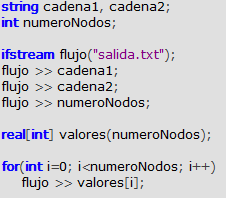 string cadena1, cadena2;
int numeroNodos;
ifstream flujo("salida.txt");
flujo >> cadena1;
flujo >> cadena2;
flujo >> numeroNodos;
real[int] valores(numeroNodos);
for(int i=0; i<numeroNodos; i++)
flujo >> valores[i];